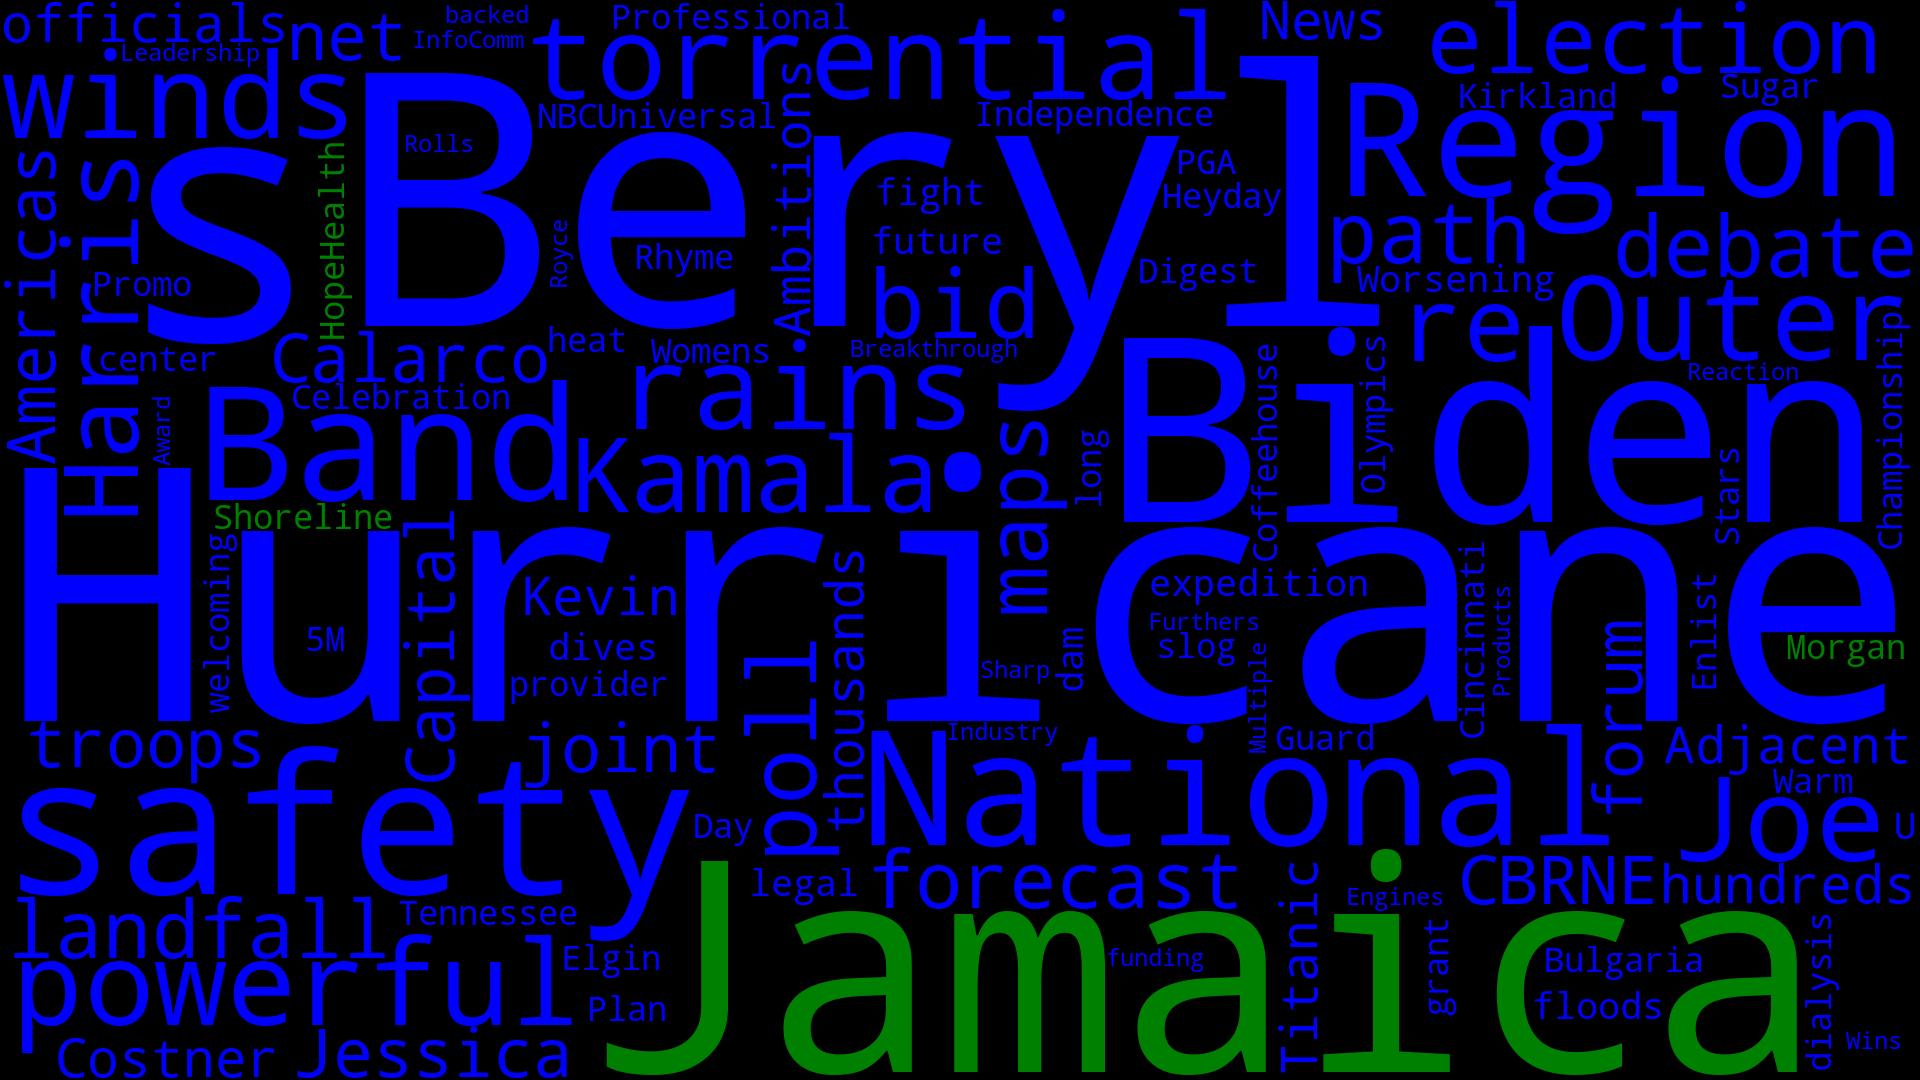 officials
net
backed
InfoComm
Professional
News
election
Leadership
torrential
winds
Beryl
s
NBCUniversal
Independence
Region
Kirkland
Sugar
Rolls
Americas
Harris
HopeHealth
Royce
Rhyme
Ambitions
fight
future
PGA
Heyday
Digest
path
debate
Worsening
Promo
bid
re
Outer
center
Calarco
heat
Womens
Breakthrough
Celebration
rains
Biden
Coffeehouse
Olympics
Reaction
Championship
Award
Band
Kamala
maps
long
Stars
Shoreline
Hurricane
welcoming
5M
Capital
Kevin
dives
provider
poll
thousands
Sharp
dam
expedition
Furthers
slog
Multiple
Cincinnati
Products
forum
Enlist
Morgan
troops
joint
Industry
Guard
National
Adjacent
Warm
safety
Day
Joe
U
legal
forecast
Titanic
Engines
CBRNE
hundreds
landfall
Tennessee
Jamaica
powerful
Elgin
Plan
funding
grant
Bulgaria
floods
dialysis
Wins
Costner
Jessica